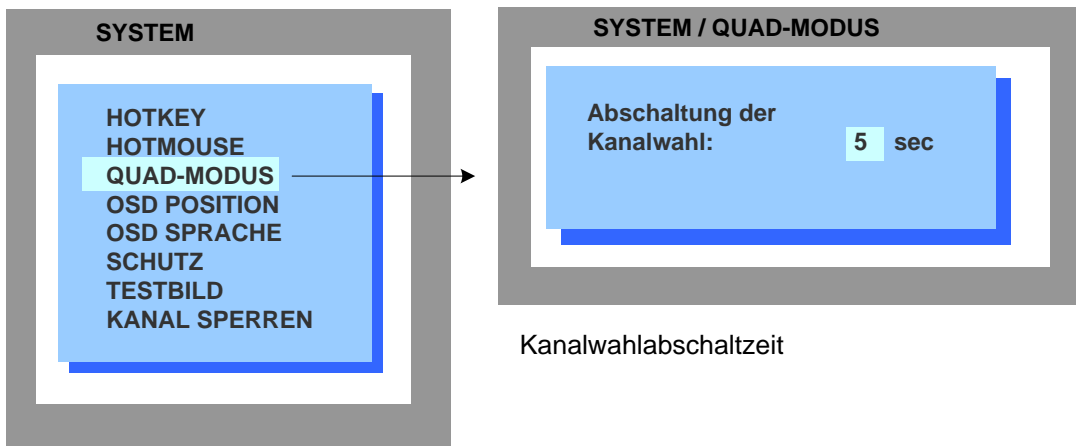 SYSTEM
HOTKEY
HOTMOUSE
QUAD-MODUS
OSD POSITION
OSD SPRACHE
SCHUTZ
TESTBILD
KANAL SPERREN
SYSTEM / QUAD-MODUS
Abschaltung der
Kanalwahl: 5 sec
Kanalwahlabschaltzeit